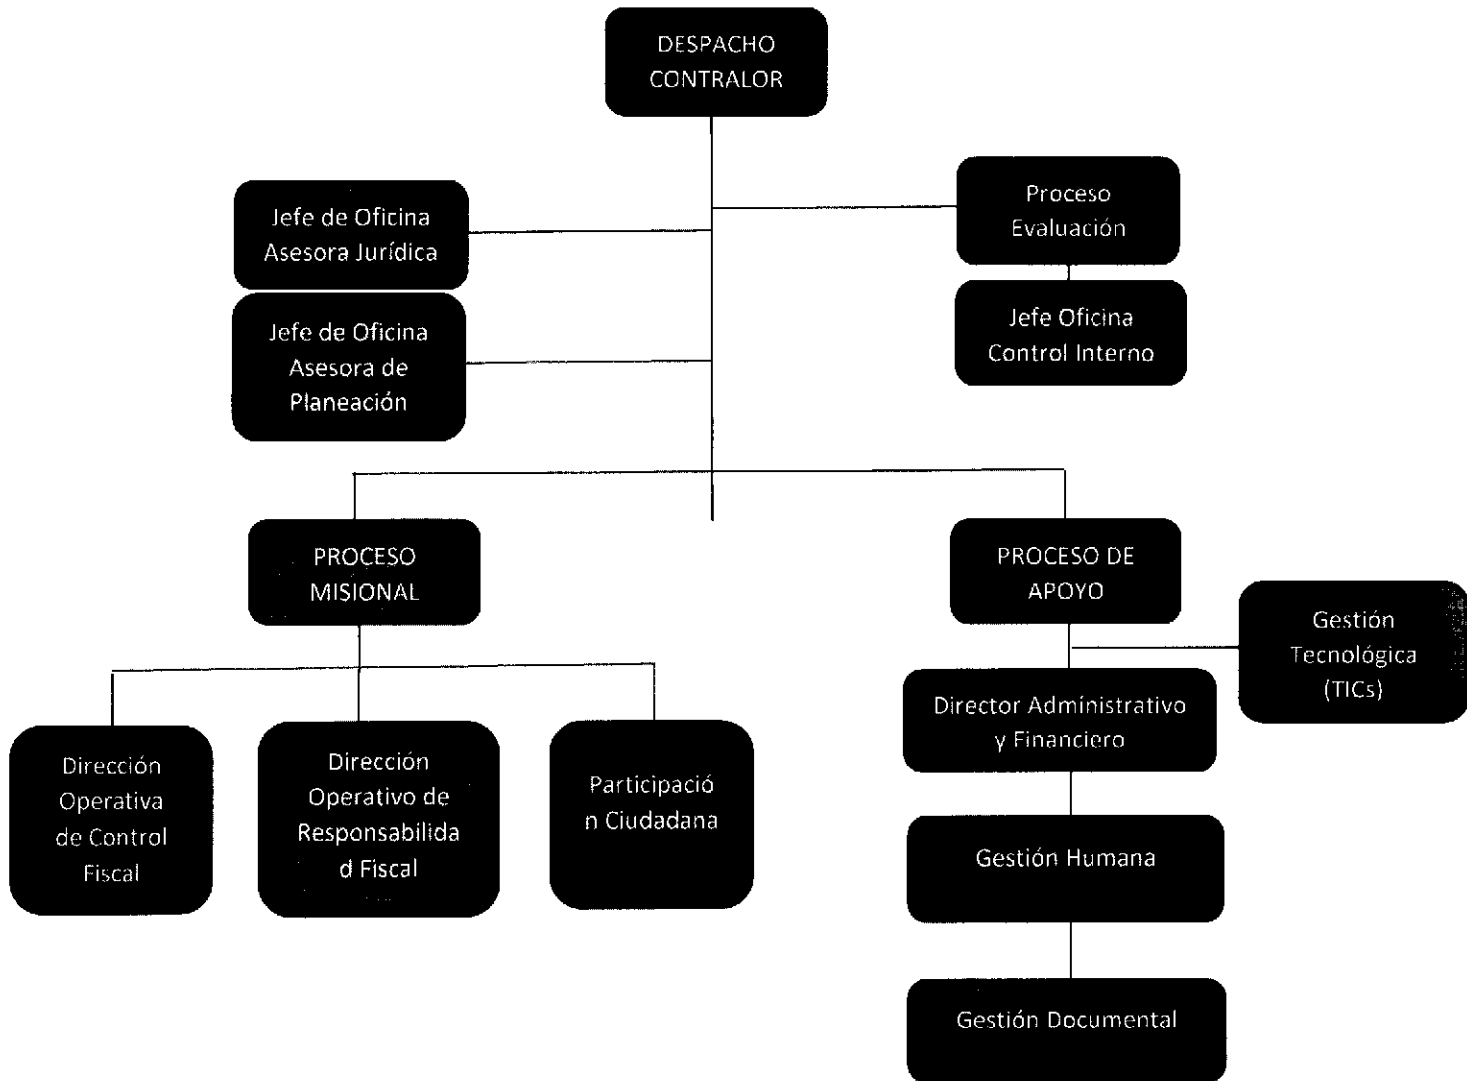 DESPACHO
CONTRALOR
Jefe de Oficina
Asesora Jurídica
Proceso
Evaluación
Jefe de Oficina
Asesora de
Planeación
Jefe Oficina
Control Interno
PROCESO
MISIONAL
PROCESO DE
APOYO
Gestión
Tecnológica
(TICs)
Director Administrativo
y Financiero
Dirección
Operativa
de Control
Fiscal
Dirección
Operativo de
Responsabilida
d Fiscal
Participació
n Ciudadana
Gestión Humana
Gestión Documental